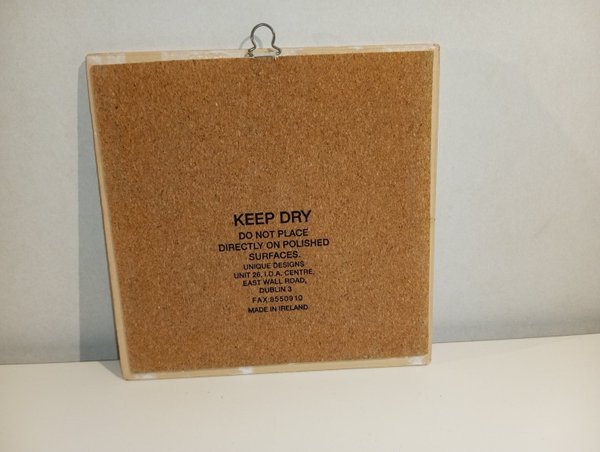 KEEP DRY
DO NOT PLACE
DIRECTLY ON POLISHED
SURFACES.
UNIQUE DESIGNS
UNIT 26, I.D.A. CENTRE,
EAST WALL ROAD,
DUBLIN 3
FAX:8550910
MADE IN IRELAND